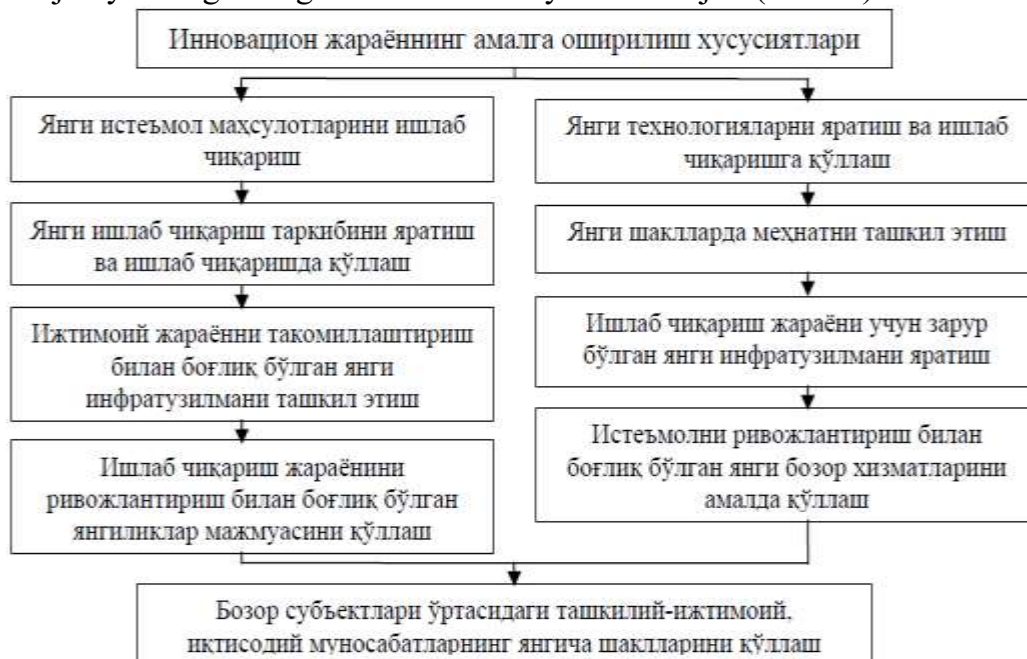 Инновацион жараённинг амалга оширилиш хусусиятлари
Янги истеъмол маҳсулотларини ишлаб
чиқариш
Янги ишлаб чиқариш таркибини яратиш
ва ишлаб чиқаришда қўллаш
Ижтимоий жараённи такомиллаштириш
билан боғлиқ бўлган янги
инфратузилмани ташкил этиш
Ишлаб чиқариш жараёнини
ривожлантириш билан боғлиқ бўлган
янгиликлар мажмуасини қўллаш
Янги технологияларни яратиш ва ишлаб
чиқаришга қўллаш
Янги шаклларда меҳнатни ташкил этиш
Ишлаб чиқариш жараёни учун зарур
бўлган янги инфратузилмани яратиш
Истеъмолни ривожлантириш билан
боғлиқ бўлган янги бозор хизматларини
амалда қўллаш
Бозор субъектлари ўртасидаги ташкилий-ижтимоий,
иқтисодий муносабатларнинг янгича шаклларини қўллаш